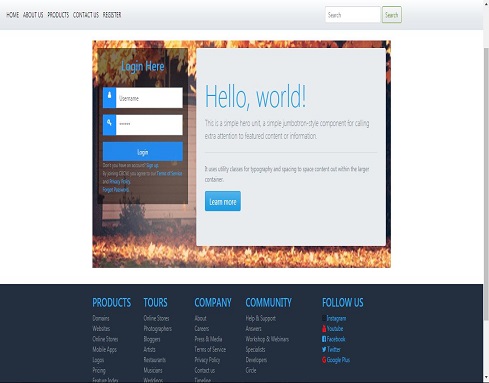 HOME ABOUT US PRODUCTS CONTACT US REGISTER
Search Search
Login Here
Username
Login
Don't you have an account? Sign up
you agree to our Terms of Service
and Privacy Policy
Forgot Password
Hello, world!
This is a simple hero unit, a simple jumbotron-style component for calling
extra attention to featured content or information.
It uses utility classes for typography and spacing to space content out within the larger
container.
Learn more
PRODUCTS
Domains
Websites
Online Stores
Mobile Apps
Logos
Pricing
Feature Index
TOURS
Online Stores
Photographers
Bloggers
Artists
Restaurants
Musicians
Weddings
COMPANY
About
Careers
Press & Media
Terms of Service
Privacy Policy
Contact us
Timeline
COMMUNITY
Help & Support
Answers
Workshop & Webinars
Specialists
Developers
Circle
FOLLOW US
Instagram
Youtube
Facebook
Twitter
Google Plus